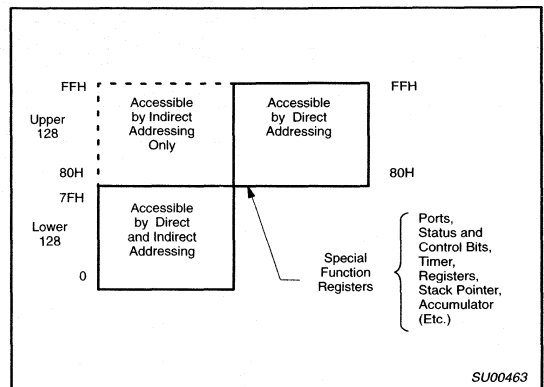 FFH
Upper
128
80H
7FH
Lower
128
0
Accessible
by Indirect
Addressing
Only
Accessible
by Direct
Addressing
Accessible
by Direct
and Indirect
Addressing
FFH
80H
Special
Function
Registers
Ports,
Status and
Control Bits,
Timer,
Registers,
Stack Pointer,
Accumulator
(Etc.)
SU00463